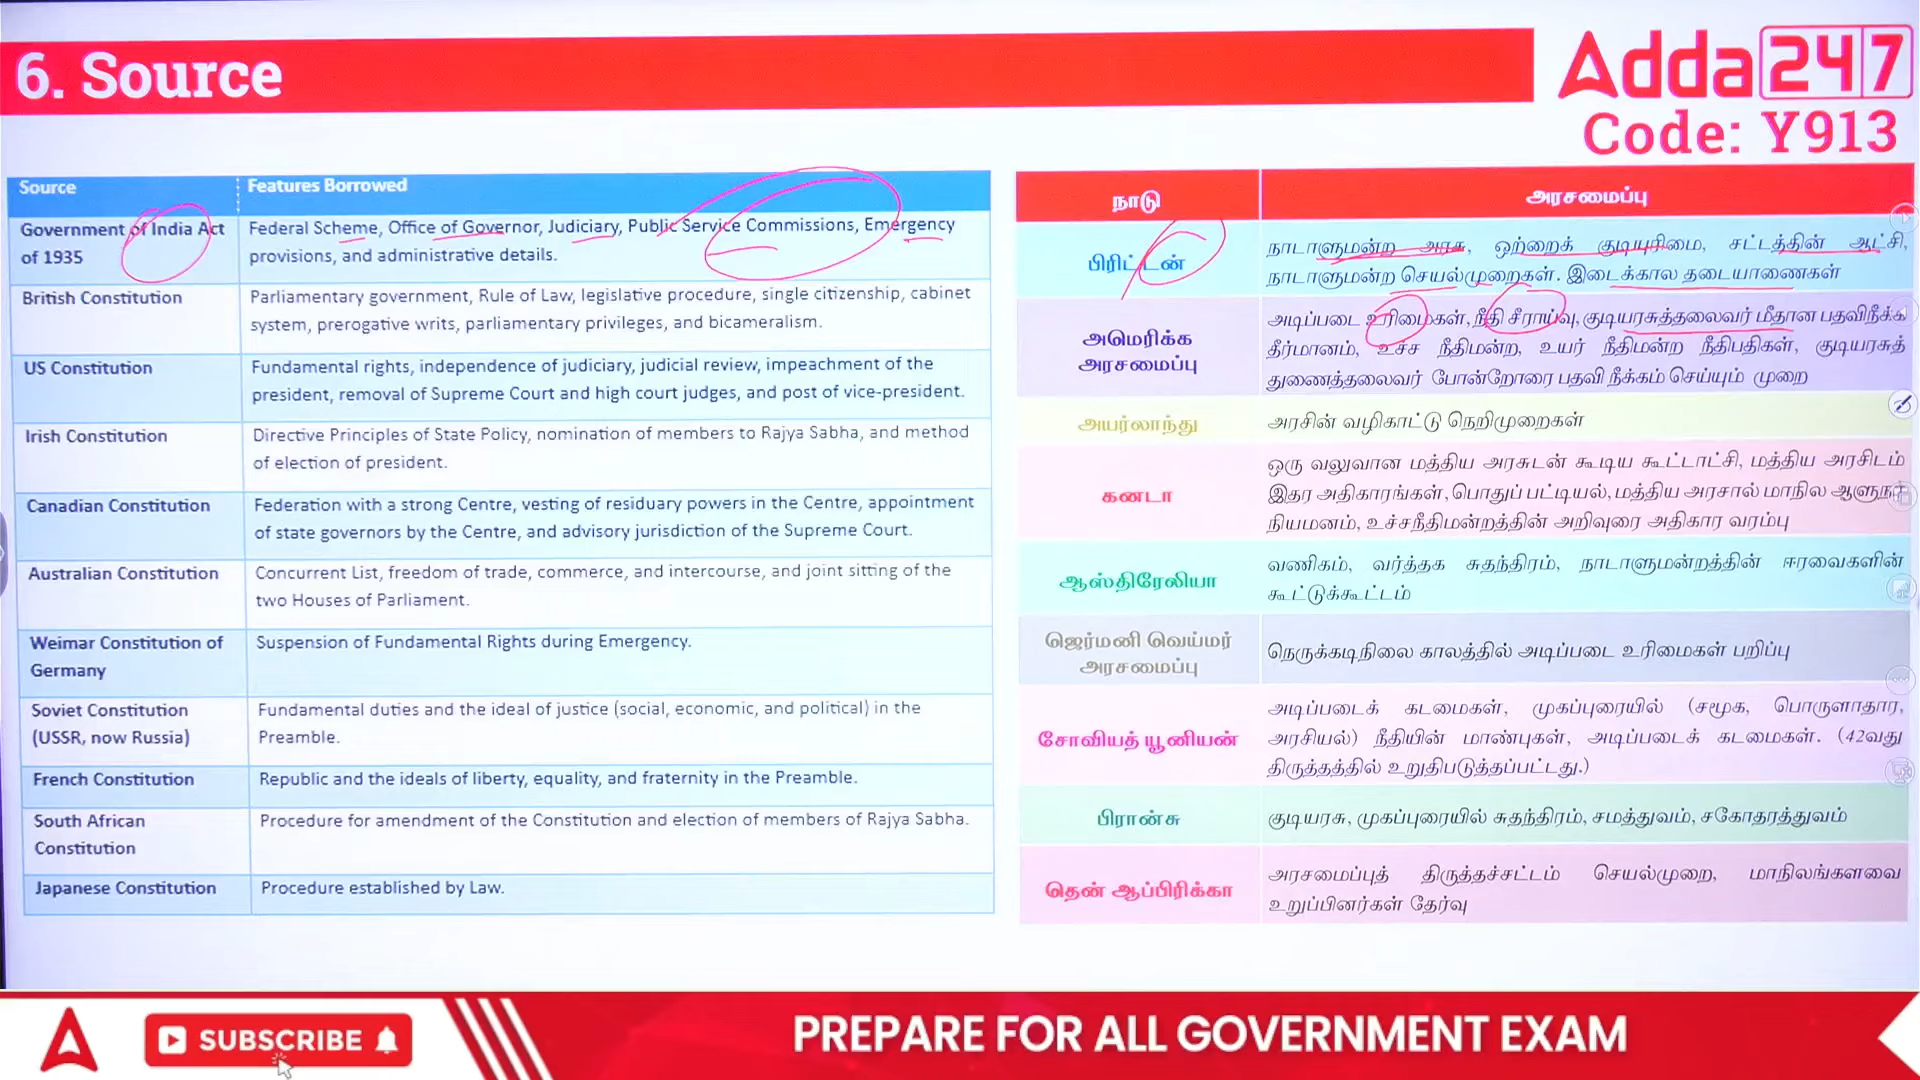 6. Source
Adda247
Code: Y913
Source
Features Borrowed
Government of India Act
of 1935
Federal Scheme, Office of Governor, Judiciary, Public Service Commissions, Emergency
provisions, and administrative details.
British Constitution
Parliamentary government, Rule of Law, legislative procedure, single citizenship, cabinet
system, prerogative writs, parliamentary privileges, and bicameralism.
US Constitution
Fundamental rights, independence of judiciary, judicial review, impeachment of the
president, removal of Supreme Court and high court judges, and post of vice-president.
Irish Constitution
Directive Principles of State Policy, nomination of members to Rajya Sabha, and method
of election of president.
Canadian Constitution
Federation with a strong Centre, vesting of residuary powers in the Centre, appointment
of state governors by the Centre, and advisory jurisdiction of the Supreme Court.
Australian Constitution
Concurrent List, freedom of trade, commerce, and intercourse, and joint sitting of the
two Houses of Parliament.
Weimar Constitution of
Germany
Suspension of Fundamental Rights during Emergency.
Soviet Constitution
(USSR, now Russia)
Fundamental duties and the ideal of justice (social, economic, and political) in the
Preamble.
French Constitution
Republic and the ideals of liberty, equality, and fraternity in the Preamble.
South African
Constitution
Procedure for amendment of the Constitution and election of members of Rajya Sabha.
Japanese Constitution
Procedure established by Law.
நாடு
அரசமைப்பு
பிரிட்டன்
நாடாளுமன்ற அரசு, ஒற்றைக் குடியுரிமை, சட்டத்தின் ஆட்சி,
நாடாளுமன்ற செயல்முறைகள். இடைக்கால தடையாணைகள்
அமெரிக்க
அரசமைப்பு
அடிப்படை உரிமைகள், நீதி சீராய்வு, குடியரசுத்தலைவர் மீதான பதவிநீக்க
தீர்மானம், உச்ச நீதிமன்ற, உயர் நீதிமன்ற நீதிபதிகள், குடியரசுத்
துணைத்தலைவர் போன்றோரை பதவி நீக்கம் செய்யும் முறை
அயர்லாந்து
அரசின் வழிகாட்டு நெறிமுறைகள்
கனடா
ஒரு வலுவான மத்திய அரசுடன் கூடிய கூட்டாட்சி, மத்திய அரசிடம்
இதர அதிகாரங்கள், பொதுப் பட்டியல், மத்திய அரசால் மாநில ஆளுநர்
நியமனம், உச்சநீதிமன்றத்தின் அறிவுரை அதிகார வரம்பு
ஆஸ்திரேலியா
வணிகம், வர்த்தக சுதந்திரம், நாடாளுமன்றத்தின் ஈரவைகளின்
கூட்டுக்கூட்டம்
ஜெர்மனி வெய்மர்
அரசமைப்பு
நெருக்கடிநிலை காலத்தில் அடிப்படை உரிமைகள் பறிப்பு
சோவியத் யூனியன்
அடிப்படைக் கடமைகள், முகப்புரையில் (சமூக, பொருளாதார,
அரசியல்) நீதியின் மாண்புகள், அடிப்படைக் கடமைகள். (42வது
திருத்தத்தில் உறுதிபடுத்தப்பட்டது.)
பிரான்சு
குடியரசு, முகப்புரையில் சுதந்திரம், சமத்துவம், சகோதரத்துவம்
தென் ஆப்பிரிக்கா
அரசமைப்புத் திருத்தச்சட்டம் செயல்முறை, மாநிலங்களவை
உறுப்பினர்கள் தேர்வு
SUBSCRIBE
PREPARE FOR ALL GOVERNMENT EXAM